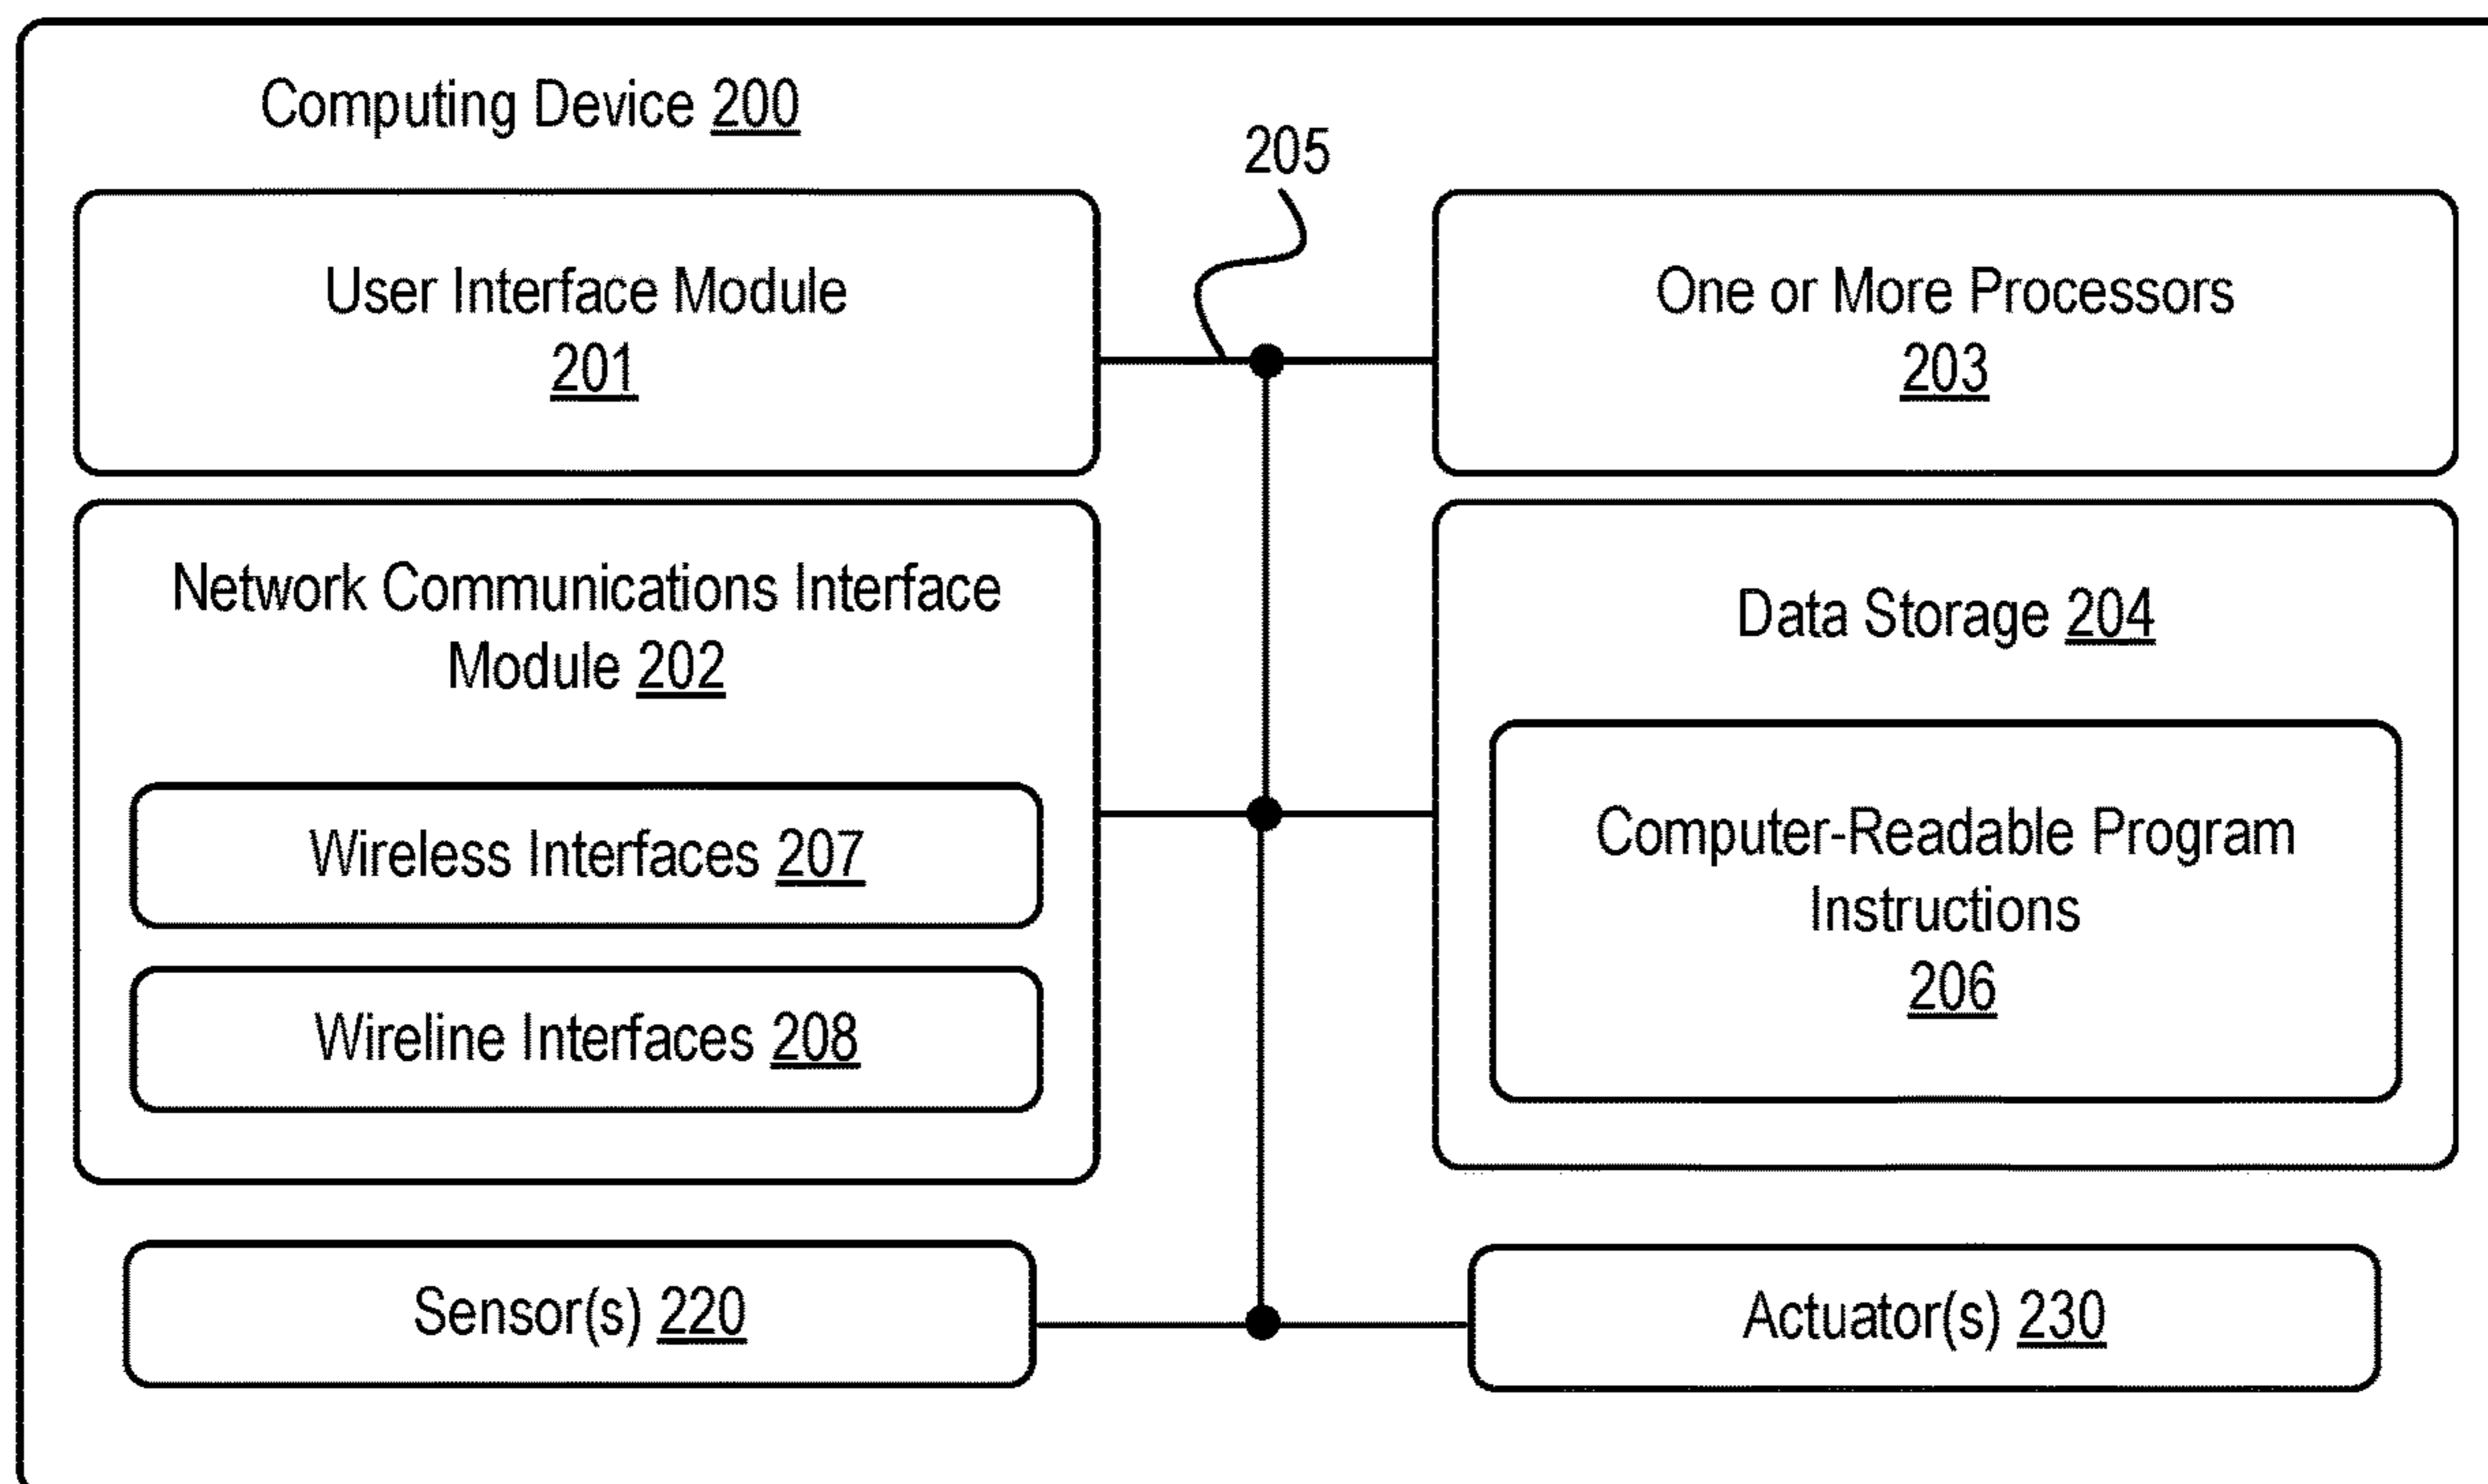 Computing Device 200
205
User Interface Module
201
One or More Processors
203
Network Communications Interface
Module 202
Wireless Interfaces 207
Wireline Interfaces 208
Data Storage 204
Computer-Readable Program
Instructions
206
Sensor(s) 220
Actuator(s) 230